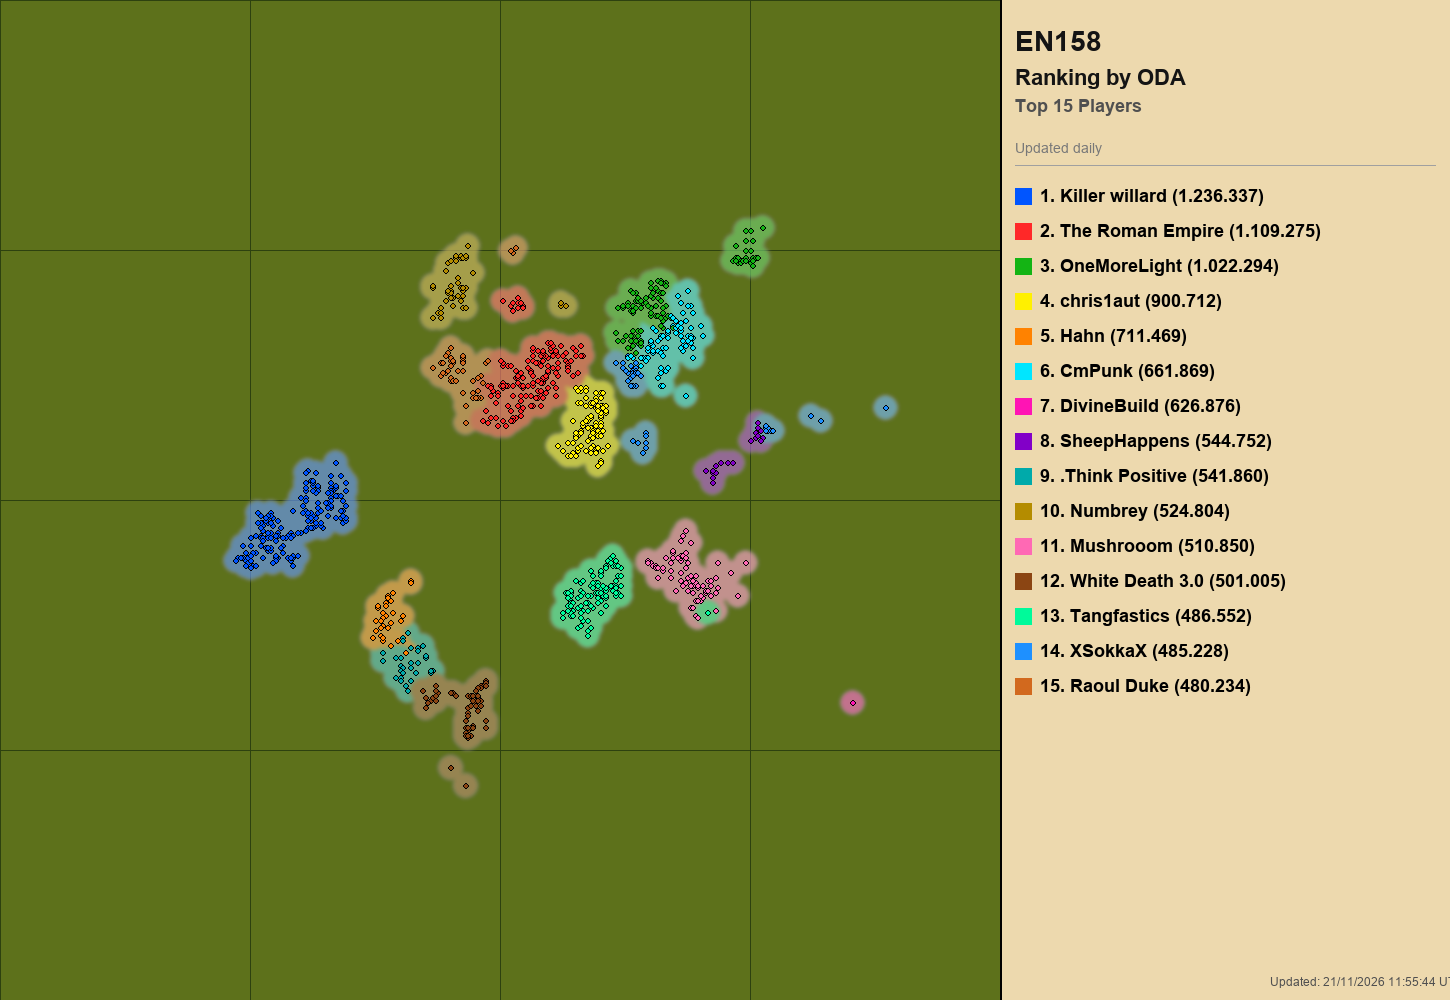 EN158
Ranking by ODA
Top 15 Players
Updated daily
1. Killer willard (1.236.337)
2. The Roman Empire (1.109.275)
3. OneMoreLight (1.022.294)
4. chris1aut (900.712)
5. Hahn (711.469)
6. CmPunk (661.869)
7. DivineBuild (626.876)
8. SheepHappens (544.752)
9. .Think Positive (541.860)
10. Numbrey (524.804)
11. Mushrooom (510.850)
12. White Death 3.0 (501.005)
13. Tangfastics (486.552)
14. XSokkaX (485.228)
15. Raoul Duke (480.234)
Updated: 21/11/2026 11:55:44 U